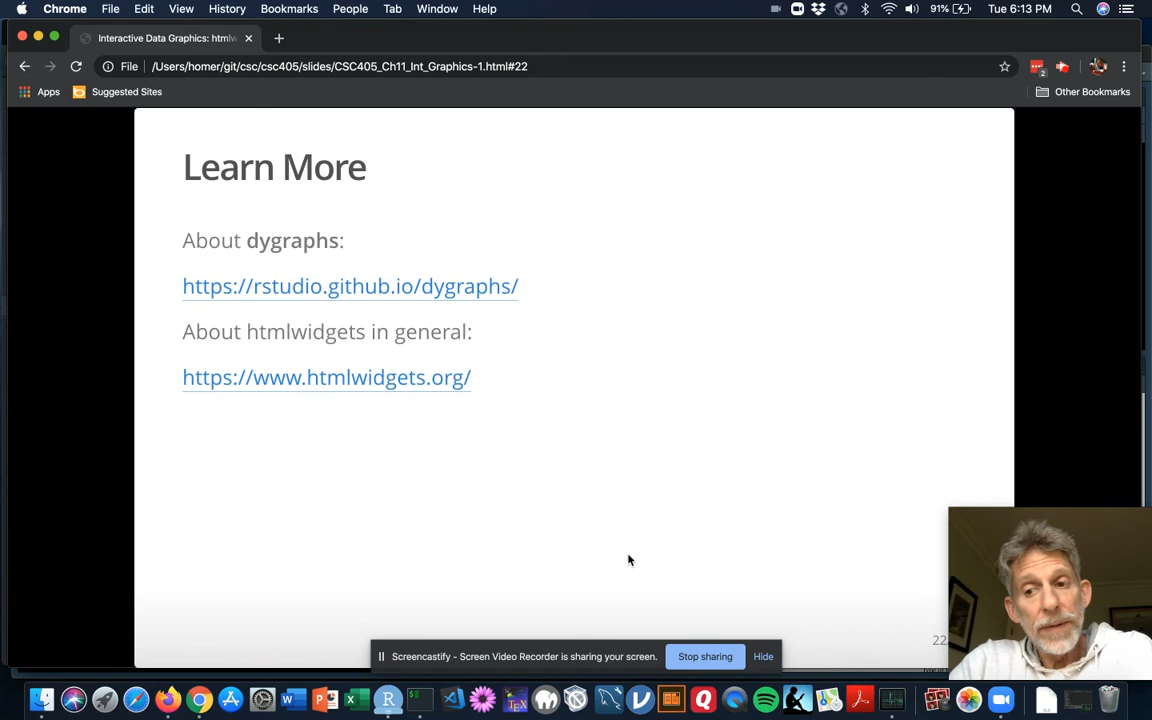 Chrome File Edit View History Bookmarks People Tab Window Help 91% Tue 6:13 PM
Interactive Data Graphics: htmlw
File /Users/homer/git/csc/csc405/slides/CSC405_Ch11_Int_Graphics-1.html#22 2
Apps Suggested Sites Other Bookmarks
Learn More
About dygraphs:
https://rstudio.github.io/dygraphs/
About htmlwidgets in general:
https://www.htmlwidgets.org/
22
Screencastify - Screen Video Recorder is sharing your screen. Stop sharing Hide